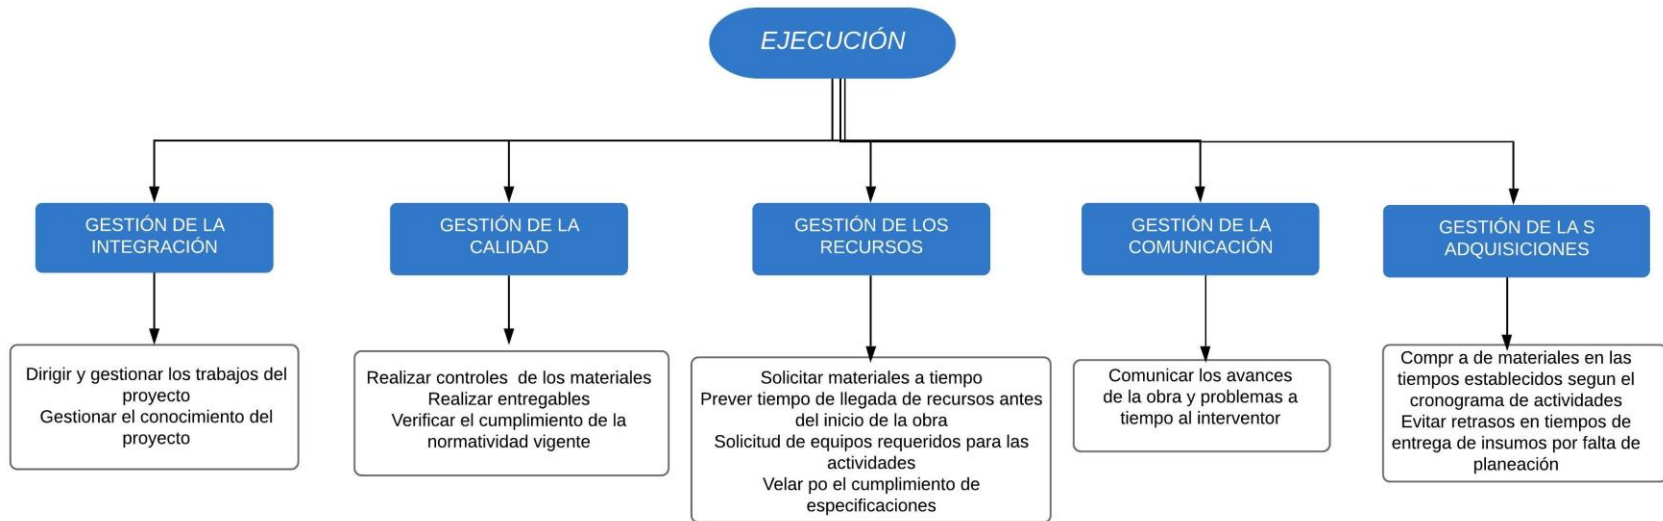 EJECUCIÓN
GESTIÓN DE LA
INTEGRACIÓN
GESTIÓN DE LA
CALIDAD
GESTIÓN DE LOS
RECURSOS
GESTIÓN DE LA
COMUNICACIÓN
GESTIÓN DE LA S
ADQUISICIONES
Dirigir y gestionar los trabajos del
proyecto
Gestionar el conocimiento del
proyecto
Realizar controles de los materiales
Realizar entregables
Verificar el cumplimiento de la
normatividad vigente
Solicitar materiales a tiempo
Prever tiempo de llegada de recursos antes
del inicio de la obra
Solicitud de equipos requeridos para las
actividades
Velar po el cumplimiento de
especificaciones
Comunicar los avances
de la obra y problemas a
tiempo al interventor
Compr a de materiales en las
tiempos establecidos segun el
cronograma de actividades
Evitar retrasos en tiempos de
entrega de insumos por falta de
planeación